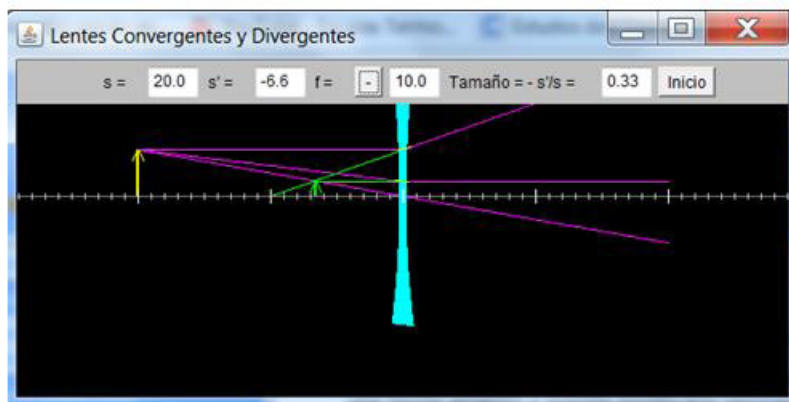 Lentes Convergentes y Divergentes
s = 20.0 s' = -6.6 f = - 10.0 Tamaño = - s'/s = 0.33 Inicio